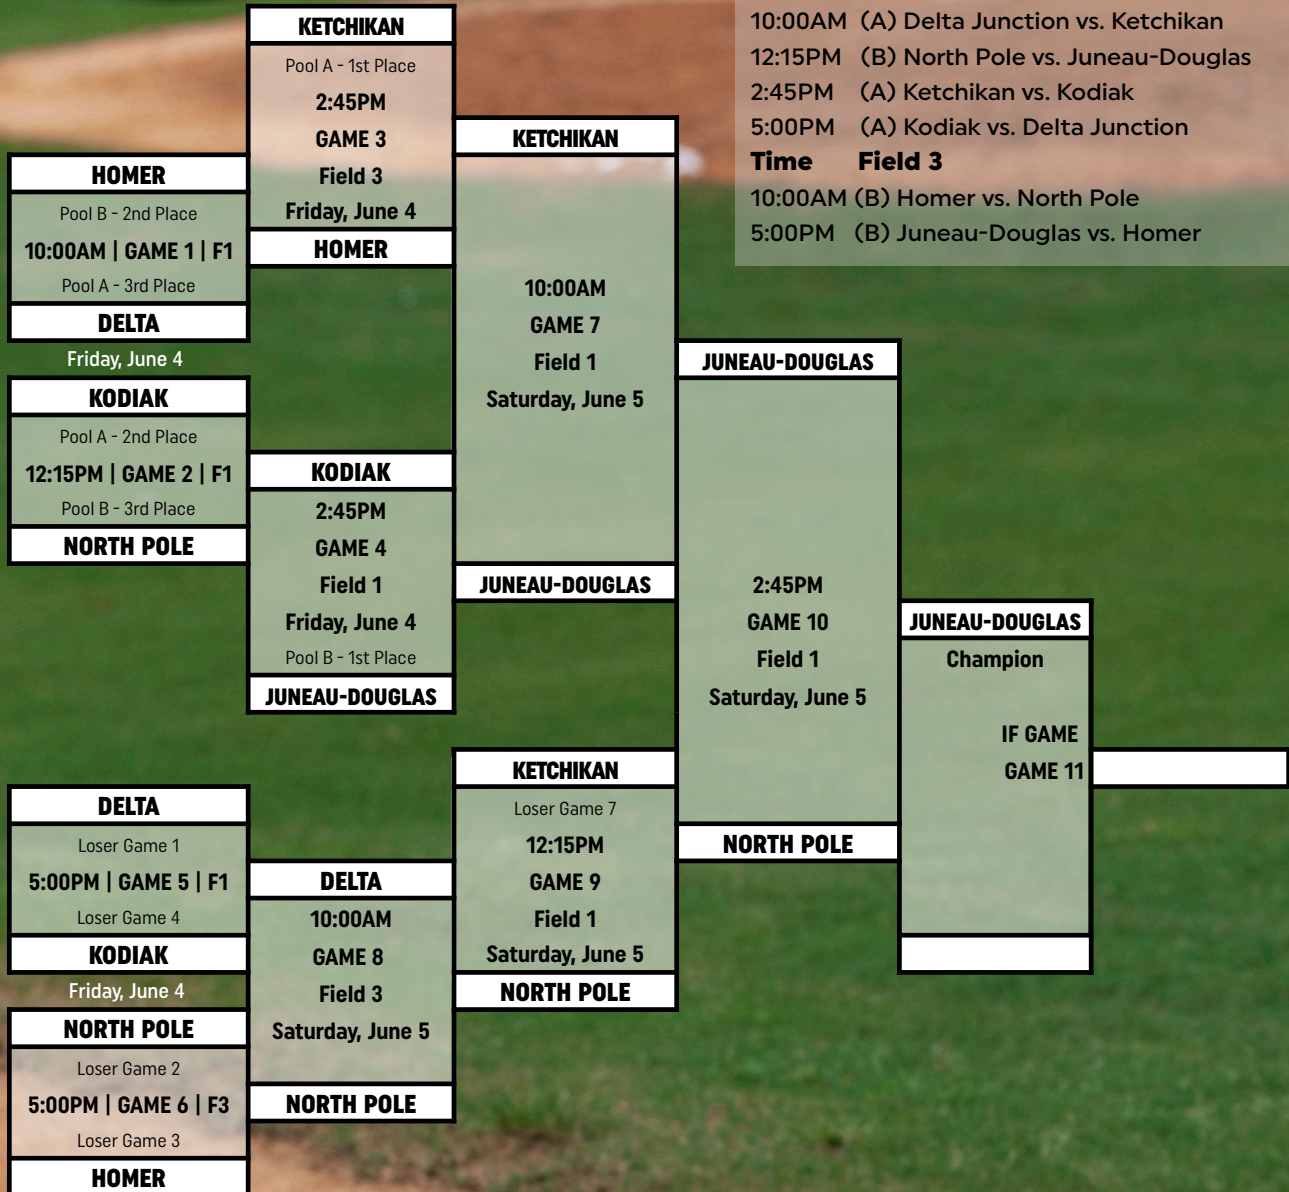 10:00AM (A) Delta Junction vs. Ketchikan
12:15PM (B) North Pole vs. Juneau-Douglas
2:45PM (A) Ketchikan vs. Kodiak
5:00PM (A) Kodiak vs. Delta Junction
Time Field 3
10:00AM (B) Homer vs. North Pole
5:00PM (B) Juneau-Douglas vs. Homer
HOMER
Pool B - 2nd Place
10:00AM | GAME 1 | F1
Pool A - 3rd Place
DELTA
Friday, June 4
KODIAK
Pool A - 2nd Place
12:15PM | GAME 2 | F1
Pool B - 3rd Place
NORTH POLE
KETCHIKAN
Pool A - 1st Place
2:45PM
GAME 3
Field 3
Friday, June 4
HOMER
KODIAK
2:45PM
GAME 4
Field 1
Friday, June 4
Pool B - 1st Place
JUNEAU-DOUGLAS
KETCHIKAN
10:00AM
GAME 7
Field 1
Saturday, June 5
JUNEAU-DOUGLAS
JUNEAU-DOUGLAS
2:45PM
GAME 10
Field 1
Saturday, June 5
NORTH POLE
JUNEAU-DOUGLAS
Champion
IF GAME
GAME 11
DELTA
Loser Game 1
5:00PM | GAME 5 | F1
Loser Game 4
KODIAK
Friday, June 4
NORTH POLE
Loser Game 2
5:00PM | GAME 6 | F3
Loser Game 3
HOMER
DELTA
10:00AM
GAME 8
Field 3
Saturday, June 5
NORTH POLE
KETCHIKAN
Loser Game 7
12:15PM
GAME 9
Field 1
Saturday, June 5
NORTH POLE